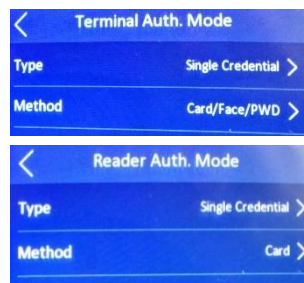 Terminal Auth. Mode
Type Single Credential
Method Card/Face/PWD
Reader Auth. Mode
Type Single Credential
Method Card